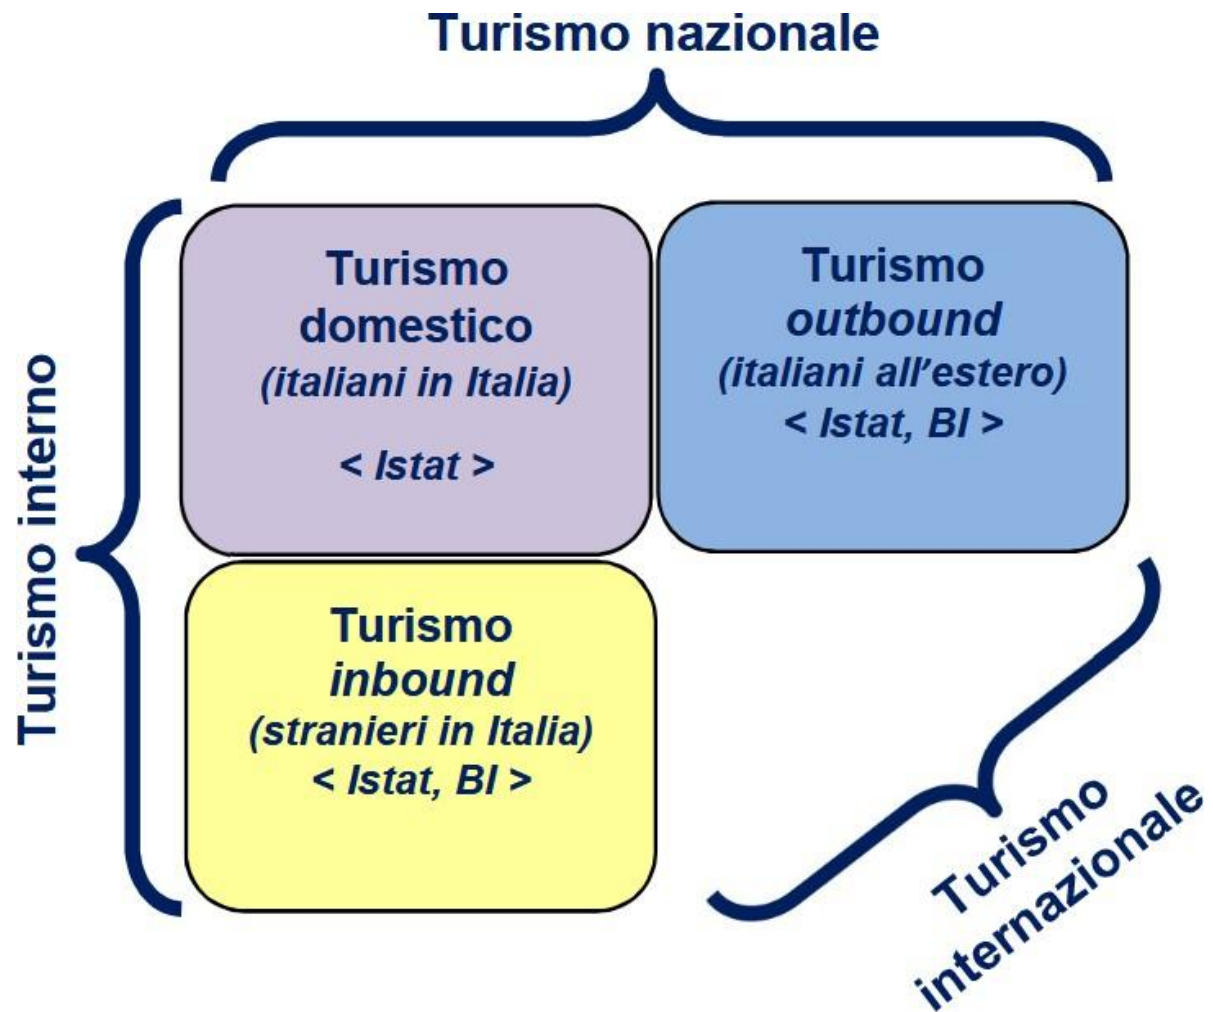 Turismo nazionale
Turismo
domestico
(italiani in Italia)
< Istat >
Turismo
outbound
(italiani all'estero)
< Istat, BI >
Turismo interno
Turismo
inbound
(stranieri in Italia)
< Istat, BI >
Turismo
internazionale